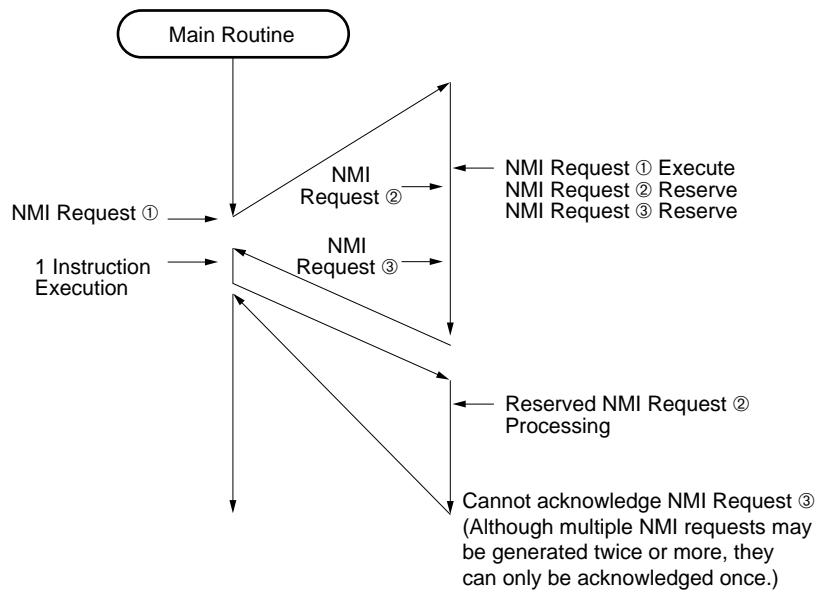 Main Routine
NMI
Request ②
NMI Request ① Execute
NMI Request ② Reserve
NMI Request ③ Reserve
NMI Request ①
NMI
Request ③
1 Instruction
Execution
Reserved NMI Request ②
Processing
Cannot acknowledge NMI Request ③
(Although multiple NMI requests may
be generated twice or more, they
can only be acknowledged once.)